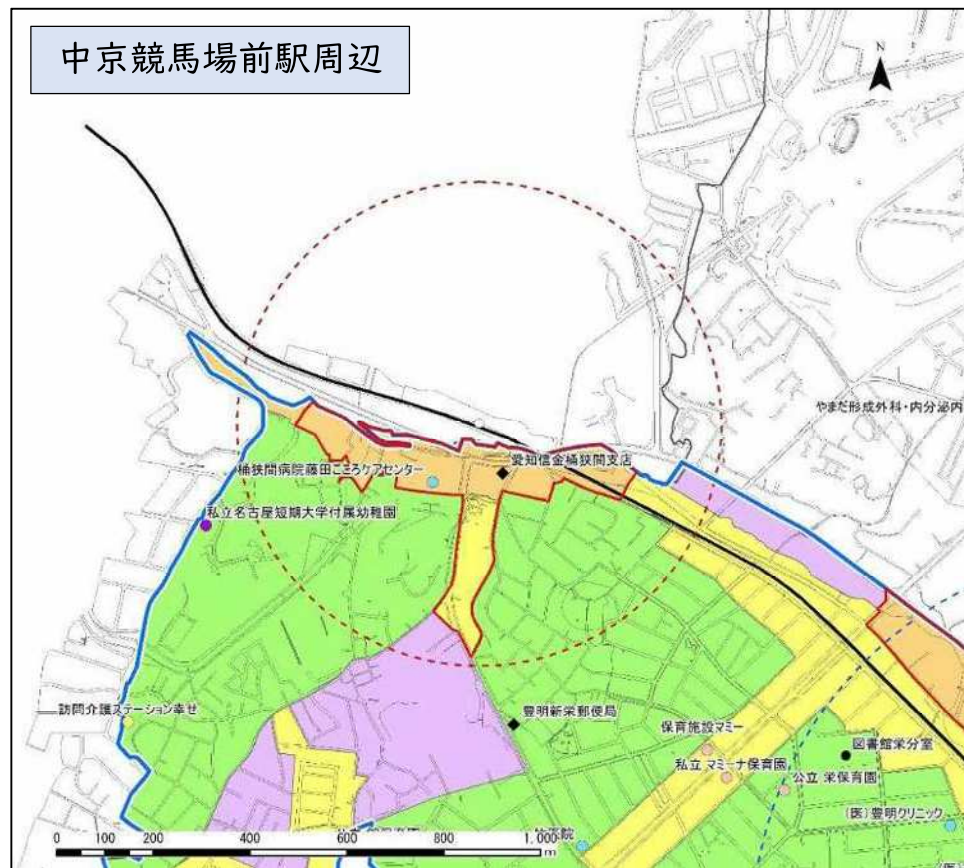 中京競馬場前駅周辺
N
やまだ形成外科・内分泌内
愛知信金桶狭間支店
桶狭間病院藤田こころケアセンター
私立名古屋短期大学付属幼稚園
訪問介護ステーション幸せ
豊明新栄郵便局
保育施設マミー
図書館栄分室
私立 マミーナ保育園
公立 栄保育園
(医)豊明クリニック
0 100 200 400 600 800 1,000
m
(医)